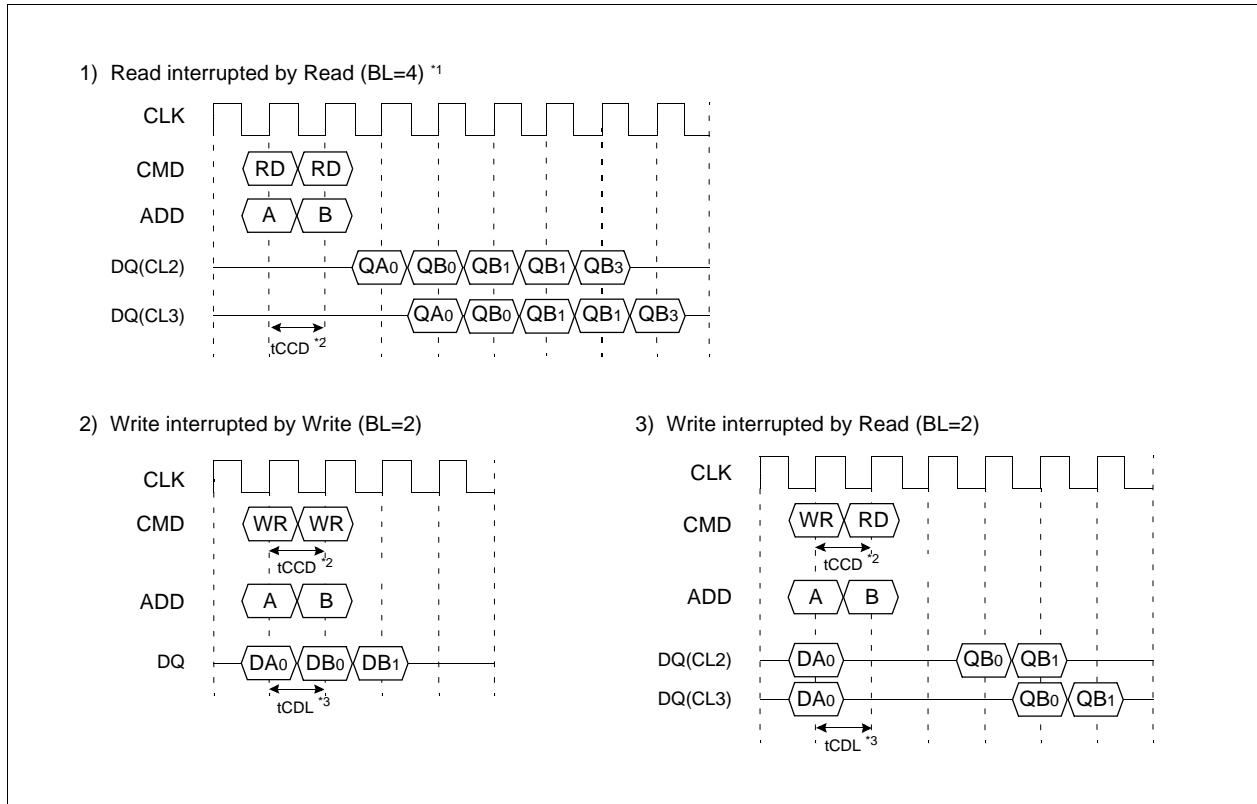 1) Read interrupted by Read (BL=4) *1
CLK
CMD RD RD
ADD A B
DQ(CL2) QA0 QB0 QB1 QB1 QB3
DQ(CL3) QA0 QB0 QB1 QB1 QB3
tCCD *2
2) Write interrupted by Write (BL=2)
CLK
CMD WR WR
tCCD *2
ADD A B
DQ DA0 DB0 DB1
tCDL *3
3) Write interrupted by Read (BL=2)
CLK
CMD WR RD
tCCD *2
ADD A B
DQ(CL2) DA0 QB0 QB1
DQ(CL3) DA0 QB0 QB1
tCDL *3